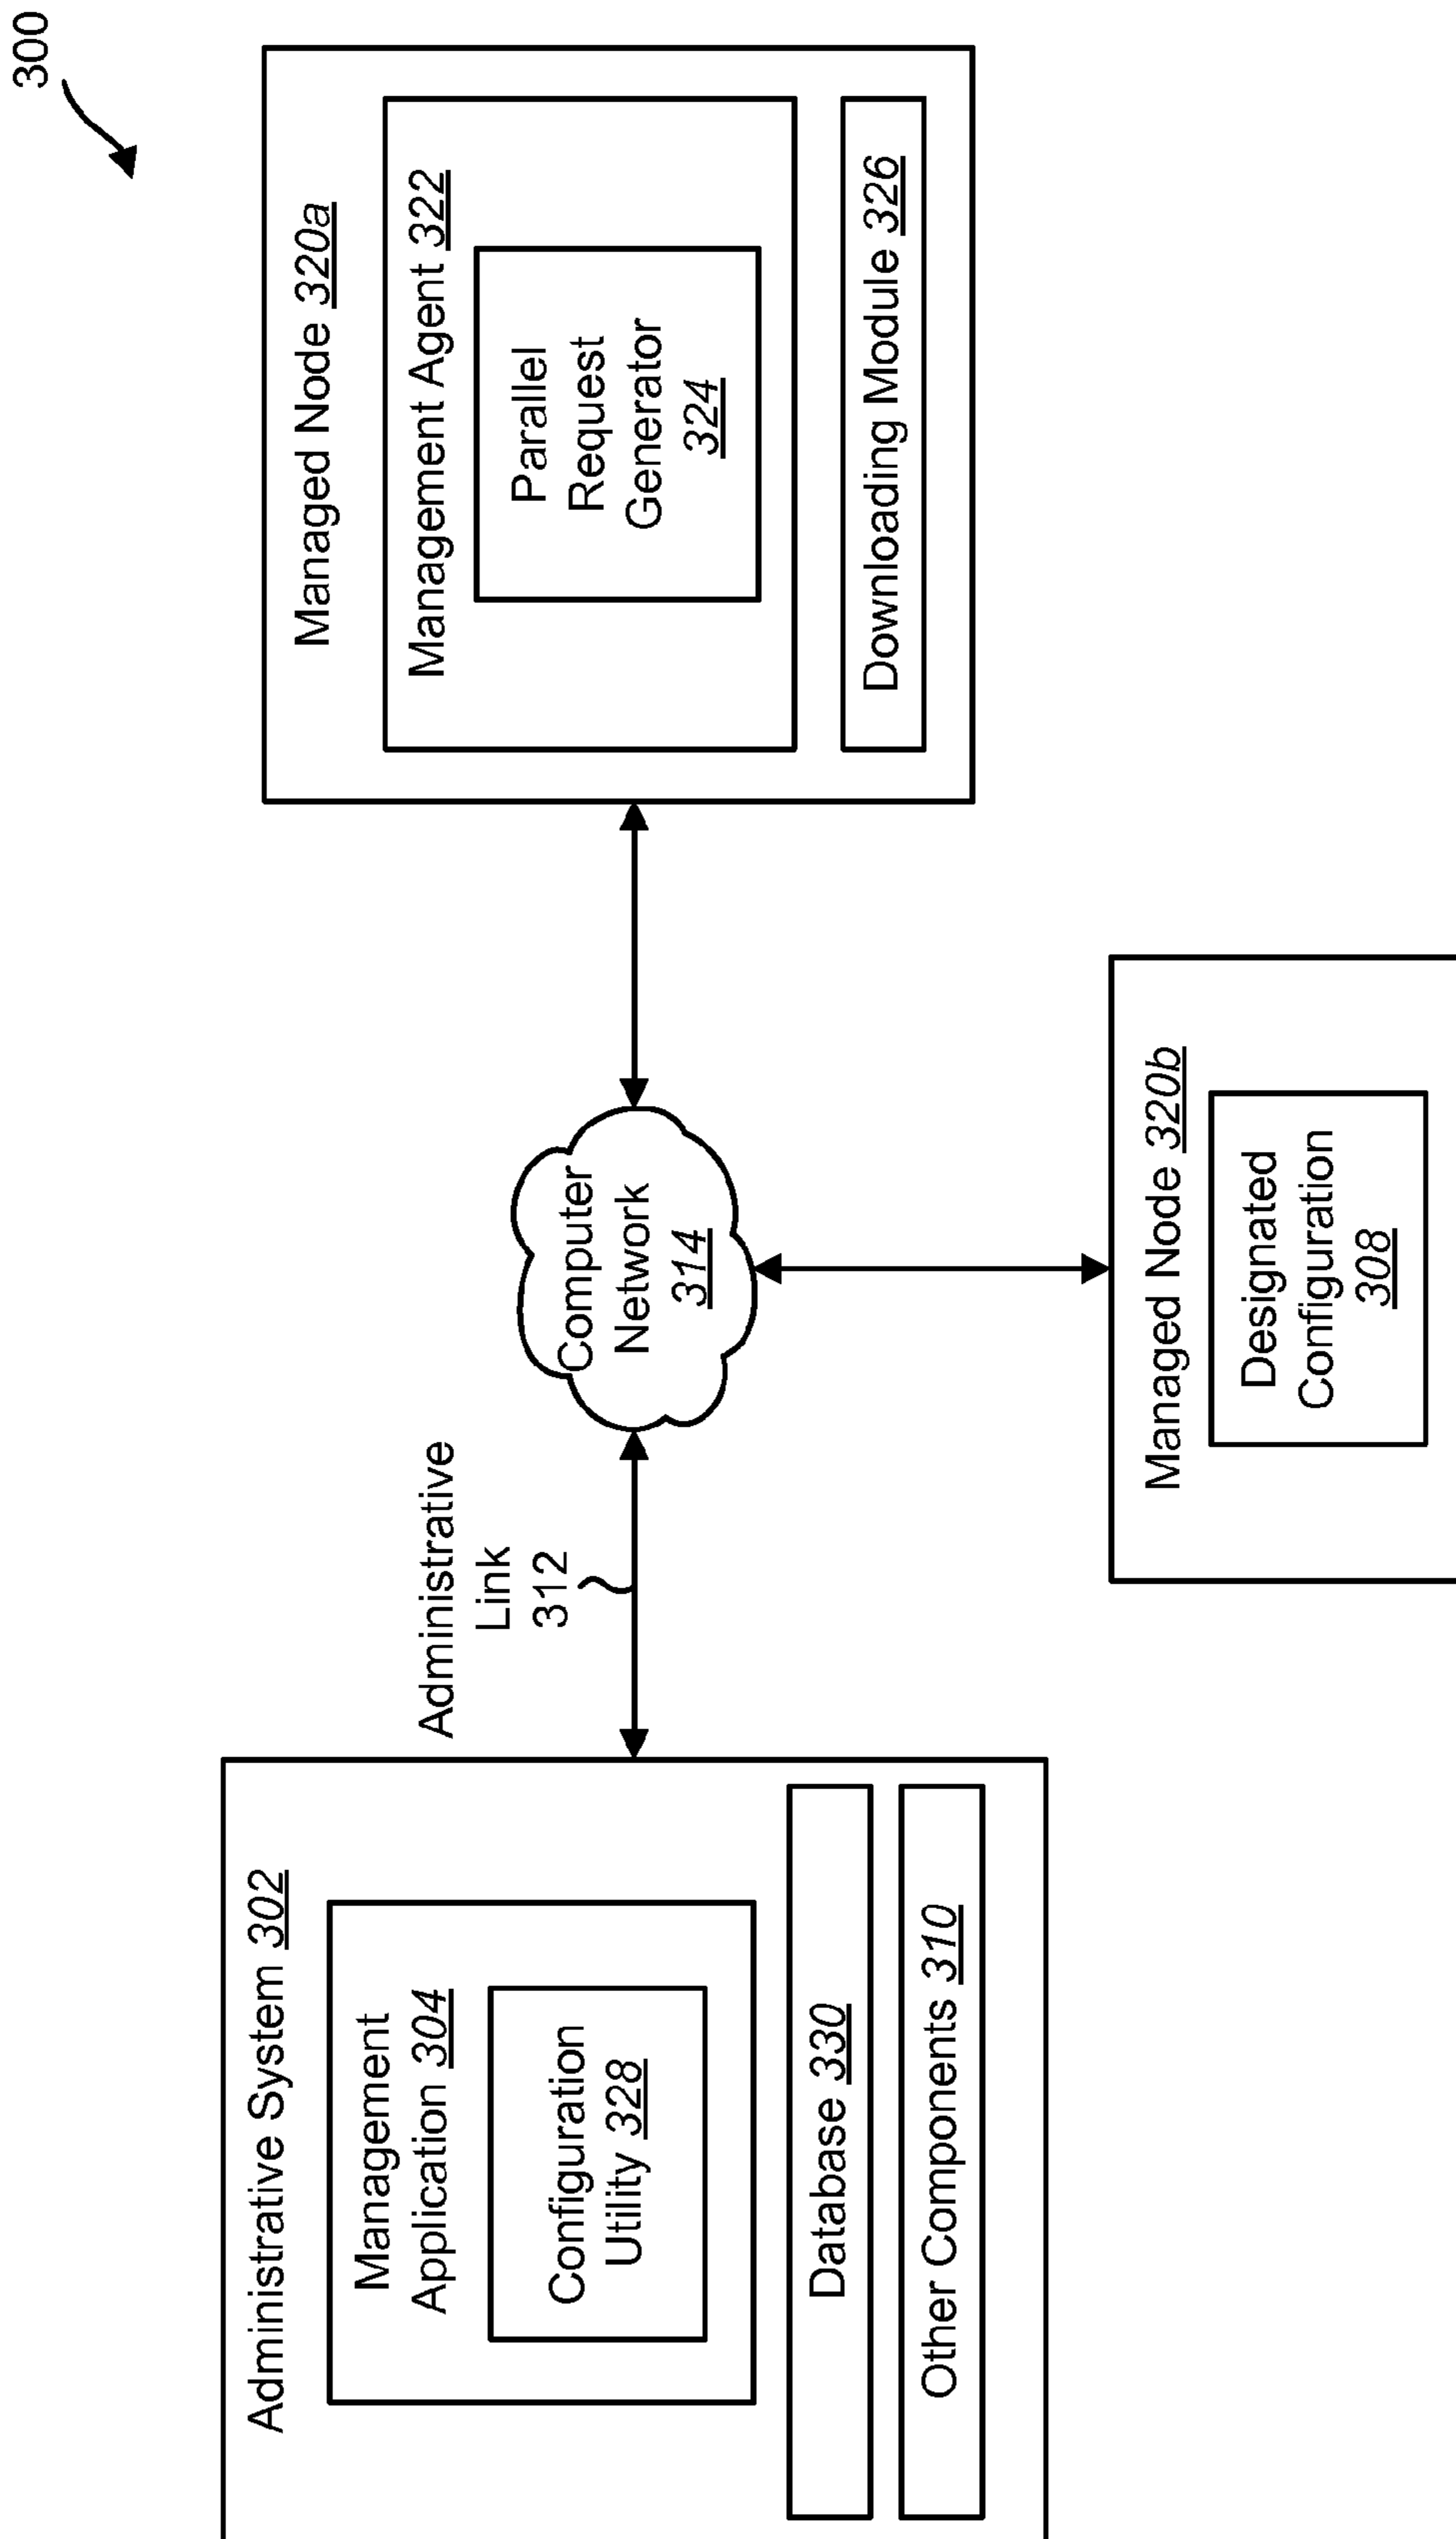 300
Administrative System 302
Management
Application 304
Configuration
Utility 328
Database 330
Other Components 310
Administrative
Link
312
Computer
Network
314
Managed Node 320a
Management Agent 322
Parallel
Request
Generator
324
Downloading Module 326
Managed Node 320b
Designated
Configuration
308